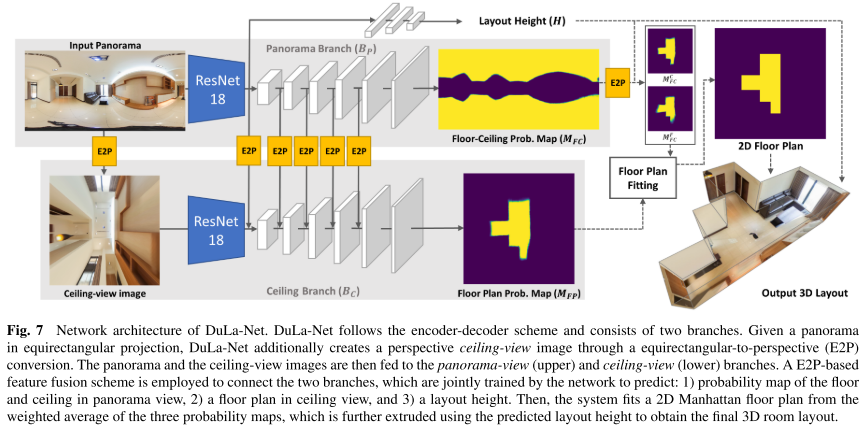 Layout Height (H)
Input Panorama
Panorama Branch (B_P)
ResNet
18
E2P
M^C_FC
M^F_FC
Floor-Ceiling Prob. Map (M_FC)
2D Floor Plan
E2P
E2P
E2P
E2P
E2P
E2P
Floor Plan
Fitting
ResNet
18
Ceiling-view image
Ceiling Branch (B_C)
Floor Plan Prob. Map (M_FP)
Output 3D Layout
Fig. 7 Network architecture of DuLa-Net. DuLa-Net follows the encoder-decoder scheme and consists of two branches. Given a panorama
in equirectangular projection, DuLa-Net additionally creates a perspective ceiling-view image through a equirectangular-to-perspective (E2P)
conversion. The panorama and the ceiling-view images are then fed to the panorama-view (upper) and ceiling-view (lower) branches. A E2P-based
feature fusion scheme is employed to connect the two branches, which are jointly trained by the network to predict: 1) probability map of the floor
and ceiling in panorama view, 2) a floor plan in ceiling view, and 3) a layout height. Then, the system fits a 2D Manhattan floor plan from the
weighted average of the three probability maps, which is further extruded using the predicted layout height to obtain the final 3D room layout.